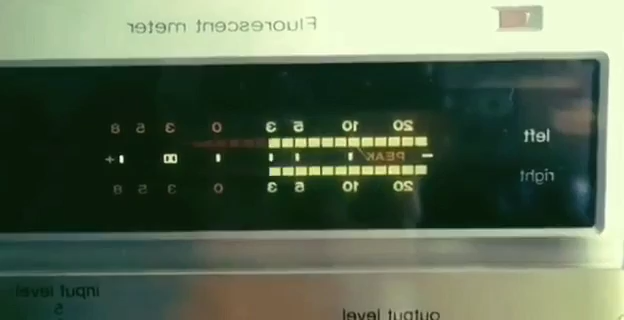 Fluorescent meter
left 20 10 5 3 0 3 5 8
− PEAK +
right 20 10 5 3 0 3 5 8
output level input level
5